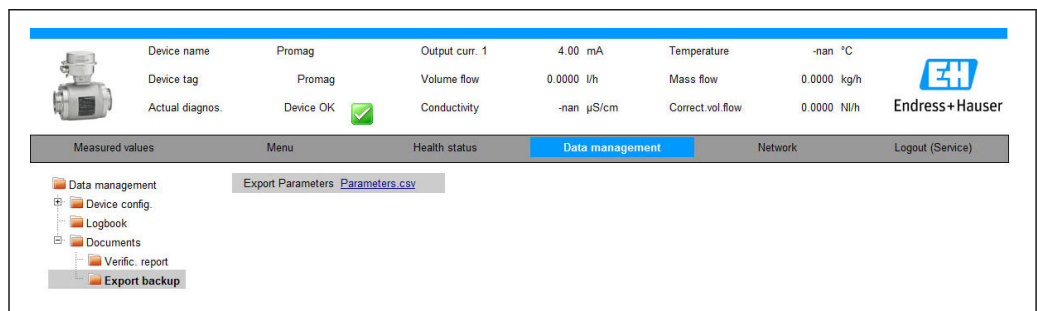 Device name Promag Output curr. 1 4.00 mA Temperature -nan °C
Device tag Promag Volume flow 0.0000 l/h Mass flow 0.0000 kg/h
Actual diagnos. Device OK Conductivity -nan µS/cm Correct.vol.flow 0.0000 Nl/h
EH
Endress+Hauser
Measured values Menu Health status Data management Network Logout (Service)
Data management Export Parameters Parameters.csv
Device config.
Logbook
Documents
Verific. report
Export backup